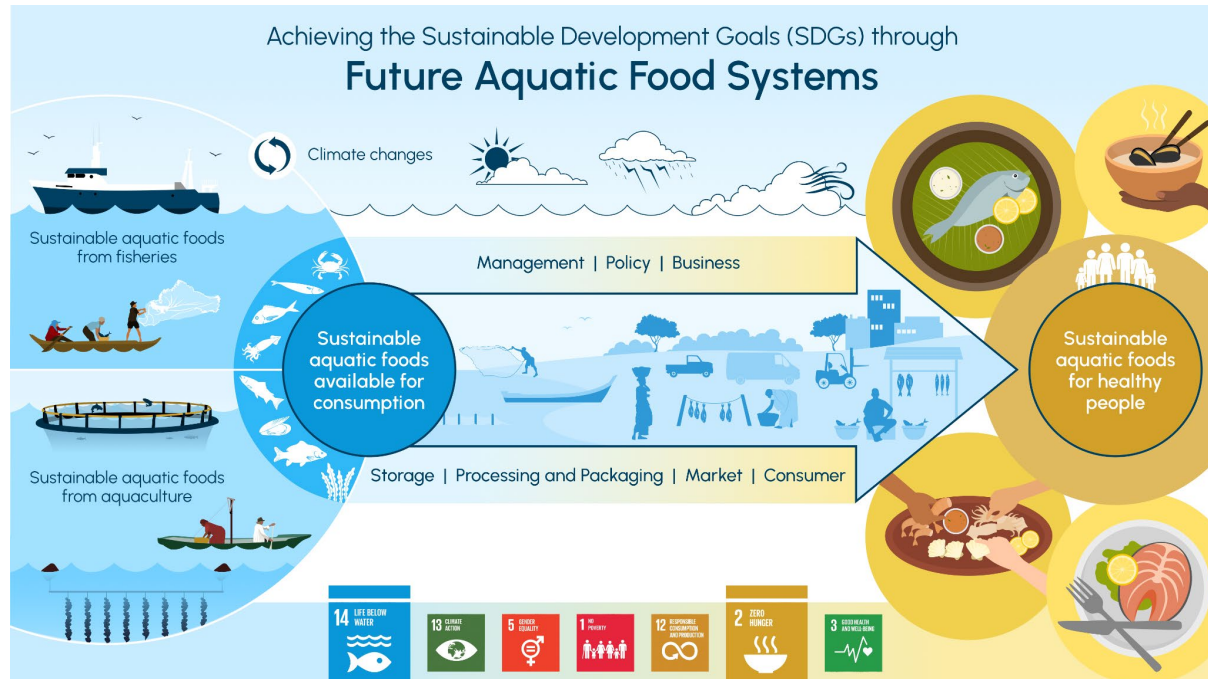 Achieving the Sustainable Development Goals (SDGs) through
Future Aquatic Food Systems
Climate changes
Sustainable aquatic foods
from fisheries
Management | Policy | Business
Sustainable
aquatic foods
available for
consumption
Sustainable
aquatic foods
for healthy
people
Sustainable aquatic foods
from aquaculture
Storage | Processing and Packaging | Market | Consumer
14 LIFE BELOW
WATER
13 CLIMATE
ACTION
5 GENDER
EQUALITY
1 NO
POVERTY
12 RESPONSIBLE
CONSUMPTION
AND PRODUCTION
2 ZERO
HUNGER
3 GOOD HEALTH
AND WELL-BEING